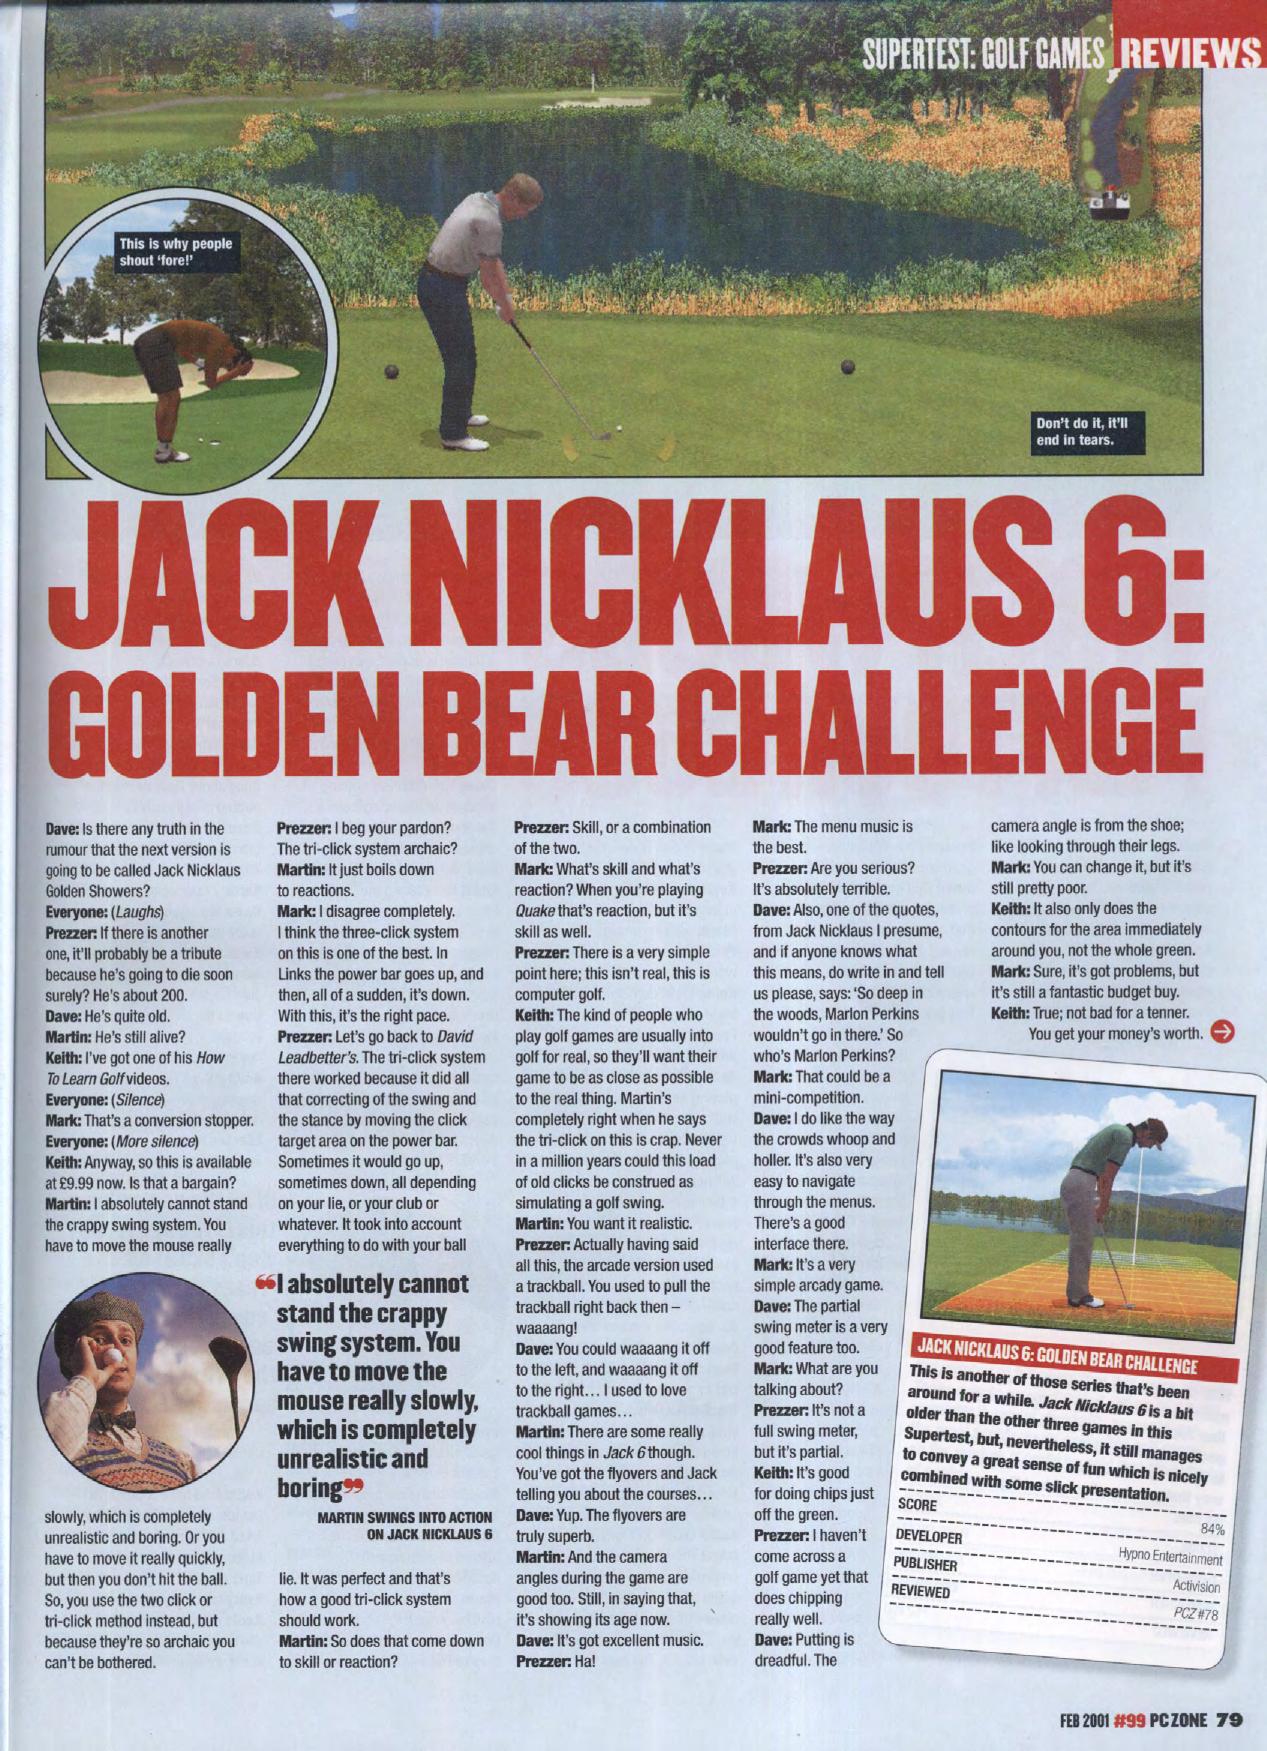 SUPERTEST: GOLF GAMES REVIEWS
This is why people
shout 'fore!'
Don't do it, it'll
end in tears.
JACK NICKLAUS 6:
GOLDEN BEAR CHALLENGE
Dave: Is there any truth in the
rumour that the next version is
going to be called Jack Nicklaus
Golden Showers?
Everyone: (Laughs)
Prezzer: If there is another
one, it'll probably be a tribute
because he's going to die soon
surely? He's about 200.
Dave: He's quite old.
Martin: He's still alive?
Keith: I've got one of his How
To Learn Golf videos.
Everyone: (Silence)
Mark: That's a conversion stopper.
Everyone: (More silence)
Keith: Anyway, so this is available
at £9.99 now. Is that a bargain?
Martin: I absolutely cannot stand
the crappy swing system. You
have to move the mouse really
slowly, which is completely
unrealistic and boring. Or you
have to move it really quickly,
but then you don't hit the ball.
So, you use the two click or
tri-click method instead, but
because they're so archaic you
can't be bothered.
Prezzer: I beg your pardon?
The tri-click system archaic?
Martin: It just boils down
to reactions.
Mark: I disagree completely.
I think the three-click system
on this is one of the best. In
Links the power bar goes up, and
then, all of a sudden, it's down.
With this, it's the right pace.
Prezzer: Let's go back to David
Leadbetter's. The tri-click system
there worked because it did all
that correcting of the swing and
the stance by moving the click
target area on the power bar.
Sometimes it would go up,
sometimes down, all depending
on your lie, or your club or
whatever. It took into account
everything to do with your ball
“I absolutely cannot
stand the crappy
swing system. You
have to move the
mouse really slowly,
which is completely
unrealistic and
boring”
MARTIN SWINGS INTO ACTION
ON JACK NICKLAUS 6
lie. It was perfect and that's
how a good tri-click system
should work.
Martin: So does that come down
to skill or reaction?
Prezzer: Skill, or a combination
of the two.
Mark: What's skill and what's
reaction? When you're playing
Quake that's reaction, but it's
skill as well.
Prezzer: There is a very simple
point here; this isn't real, this is
computer golf.
Keith: The kind of people who
play golf games are usually into
golf for real, so they'll want their
game to be as close as possible
to the real thing. Martin's
completely right when he says
the tri-click on this is crap. Never
in a million years could this load
of old clicks be construed as
simulating a golf swing.
Martin: You want it realistic.
Prezzer: Actually having said
all this, the arcade version used
a trackball. You used to pull the
trackball right back then –
waaaang!
Dave: You could waaaang it off
to the left, and waaaang it off
to the right... I used to love
trackball games...
Martin: There are some really
cool things in Jack 6 though.
You've got the flyovers and Jack
telling you about the courses...
Dave: Yup. The flyovers are
truly superb.
Martin: And the camera
angles during the game are
good too. Still, in saying that,
it's showing its age now.
Dave: It's got excellent music.
Prezzer: Ha!
Mark: The menu music is
the best.
Prezzer: Are you serious?
It's absolutely terrible.
Dave: Also, one of the quotes,
from Jack Nicklaus I presume,
and if anyone knows what
this means, do write in and tell
us please, says: 'So deep in
the woods, Marlon Perkins
wouldn't go in there.' So
who's Marlon Perkins?
Mark: That could be a
mini-competition.
Dave: I do like the way
the crowds whoop and
holler. It's also very
easy to navigate
through the menus.
There's a good
interface there.
Mark: It's a very
simple arcady game.
Dave: The partial
swing meter is a very
good feature too.
Mark: What are you
talking about?
Prezzer: It's not a
full swing meter,
but it's partial.
Keith: It's good
for doing chips just
off the green.
Prezzer: I haven't
come across a
golf game yet that
does chipping
really well.
Dave: Putting is
dreadful. The
camera angle is from the shoe;
like looking through their legs.
Mark: You can change it, but it's
still pretty poor.
Keith: It also only does the
contours for the area immediately
around you, not the whole green.
Mark: Sure, it's got problems, but
it's still a fantastic budget buy.
Keith: True; not bad for a tenner.
You get your money's worth.
JACK NICKLAUS 6: GOLDEN BEAR CHALLENGE
This is another of those series that's been
around for a while. Jack Nicklaus 6 is a bit
older than the other three games in this
Supertest, but, nevertheless, it still manages
to convey a great sense of fun which is nicely
combined with some slick presentation.
SCORE 84%
DEVELOPER Hypno Entertainment
PUBLISHER Activision
REVIEWED PCZ #78
FEB 2001 #99 PC ZONE 79